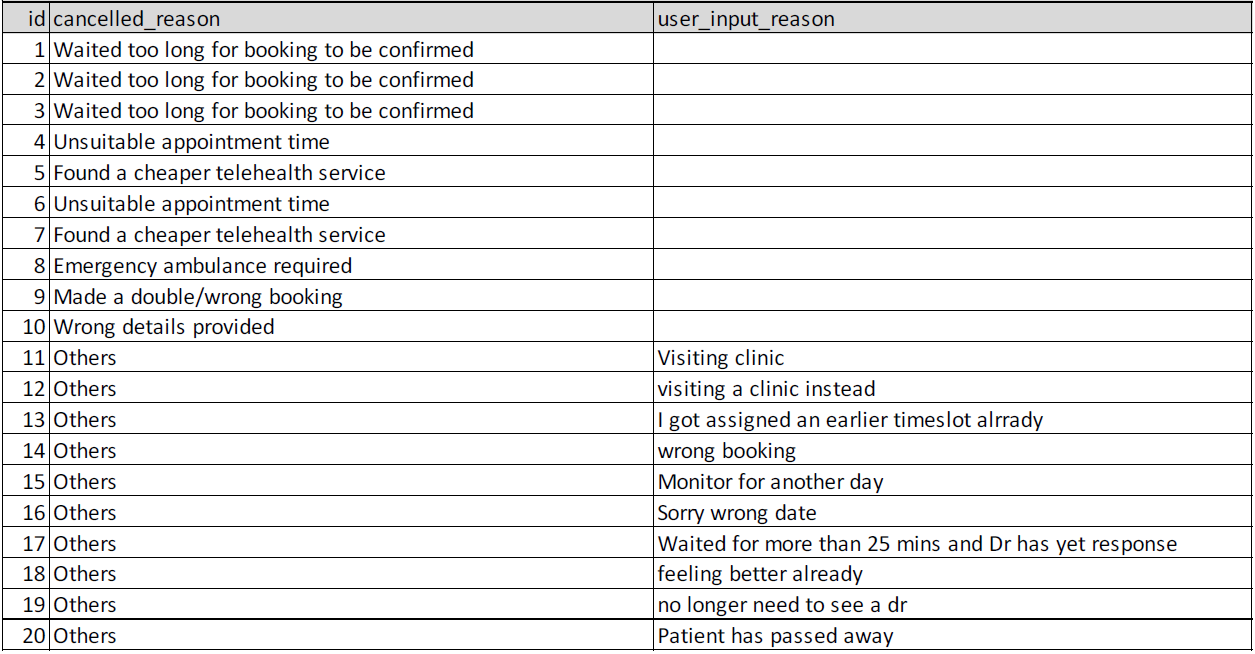 id cancelled_reason user_input_reason
1 Waited too long for booking to be confirmed
2 Waited too long for booking to be confirmed
3 Waited too long for booking to be confirmed
4 Unsuitable appointment time
5 Found a cheaper telehealth service
6 Unsuitable appointment time
7 Found a cheaper telehealth service
8 Emergency ambulance required
9 Made a double/wrong booking
10 Wrong details provided
11 Others Visiting clinic
12 Others visiting a clinic instead
13 Others I got assigned an earlier timeslot alrrady
14 Others wrong booking
15 Others Monitor for another day
16 Others Sorry wrong date
17 Others Waited for more than 25 mins and Dr has yet response
18 Others feeling better already
19 Others no longer need to see a dr
20 Others Patient has passed away